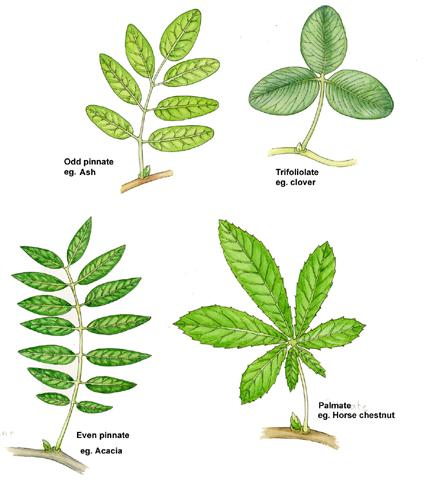 Odd pinnate
eg. Ash
Trifoliolate
eg. clover
Even pinnate
eg. Acacia
Palmate
eg. Horse chestnut